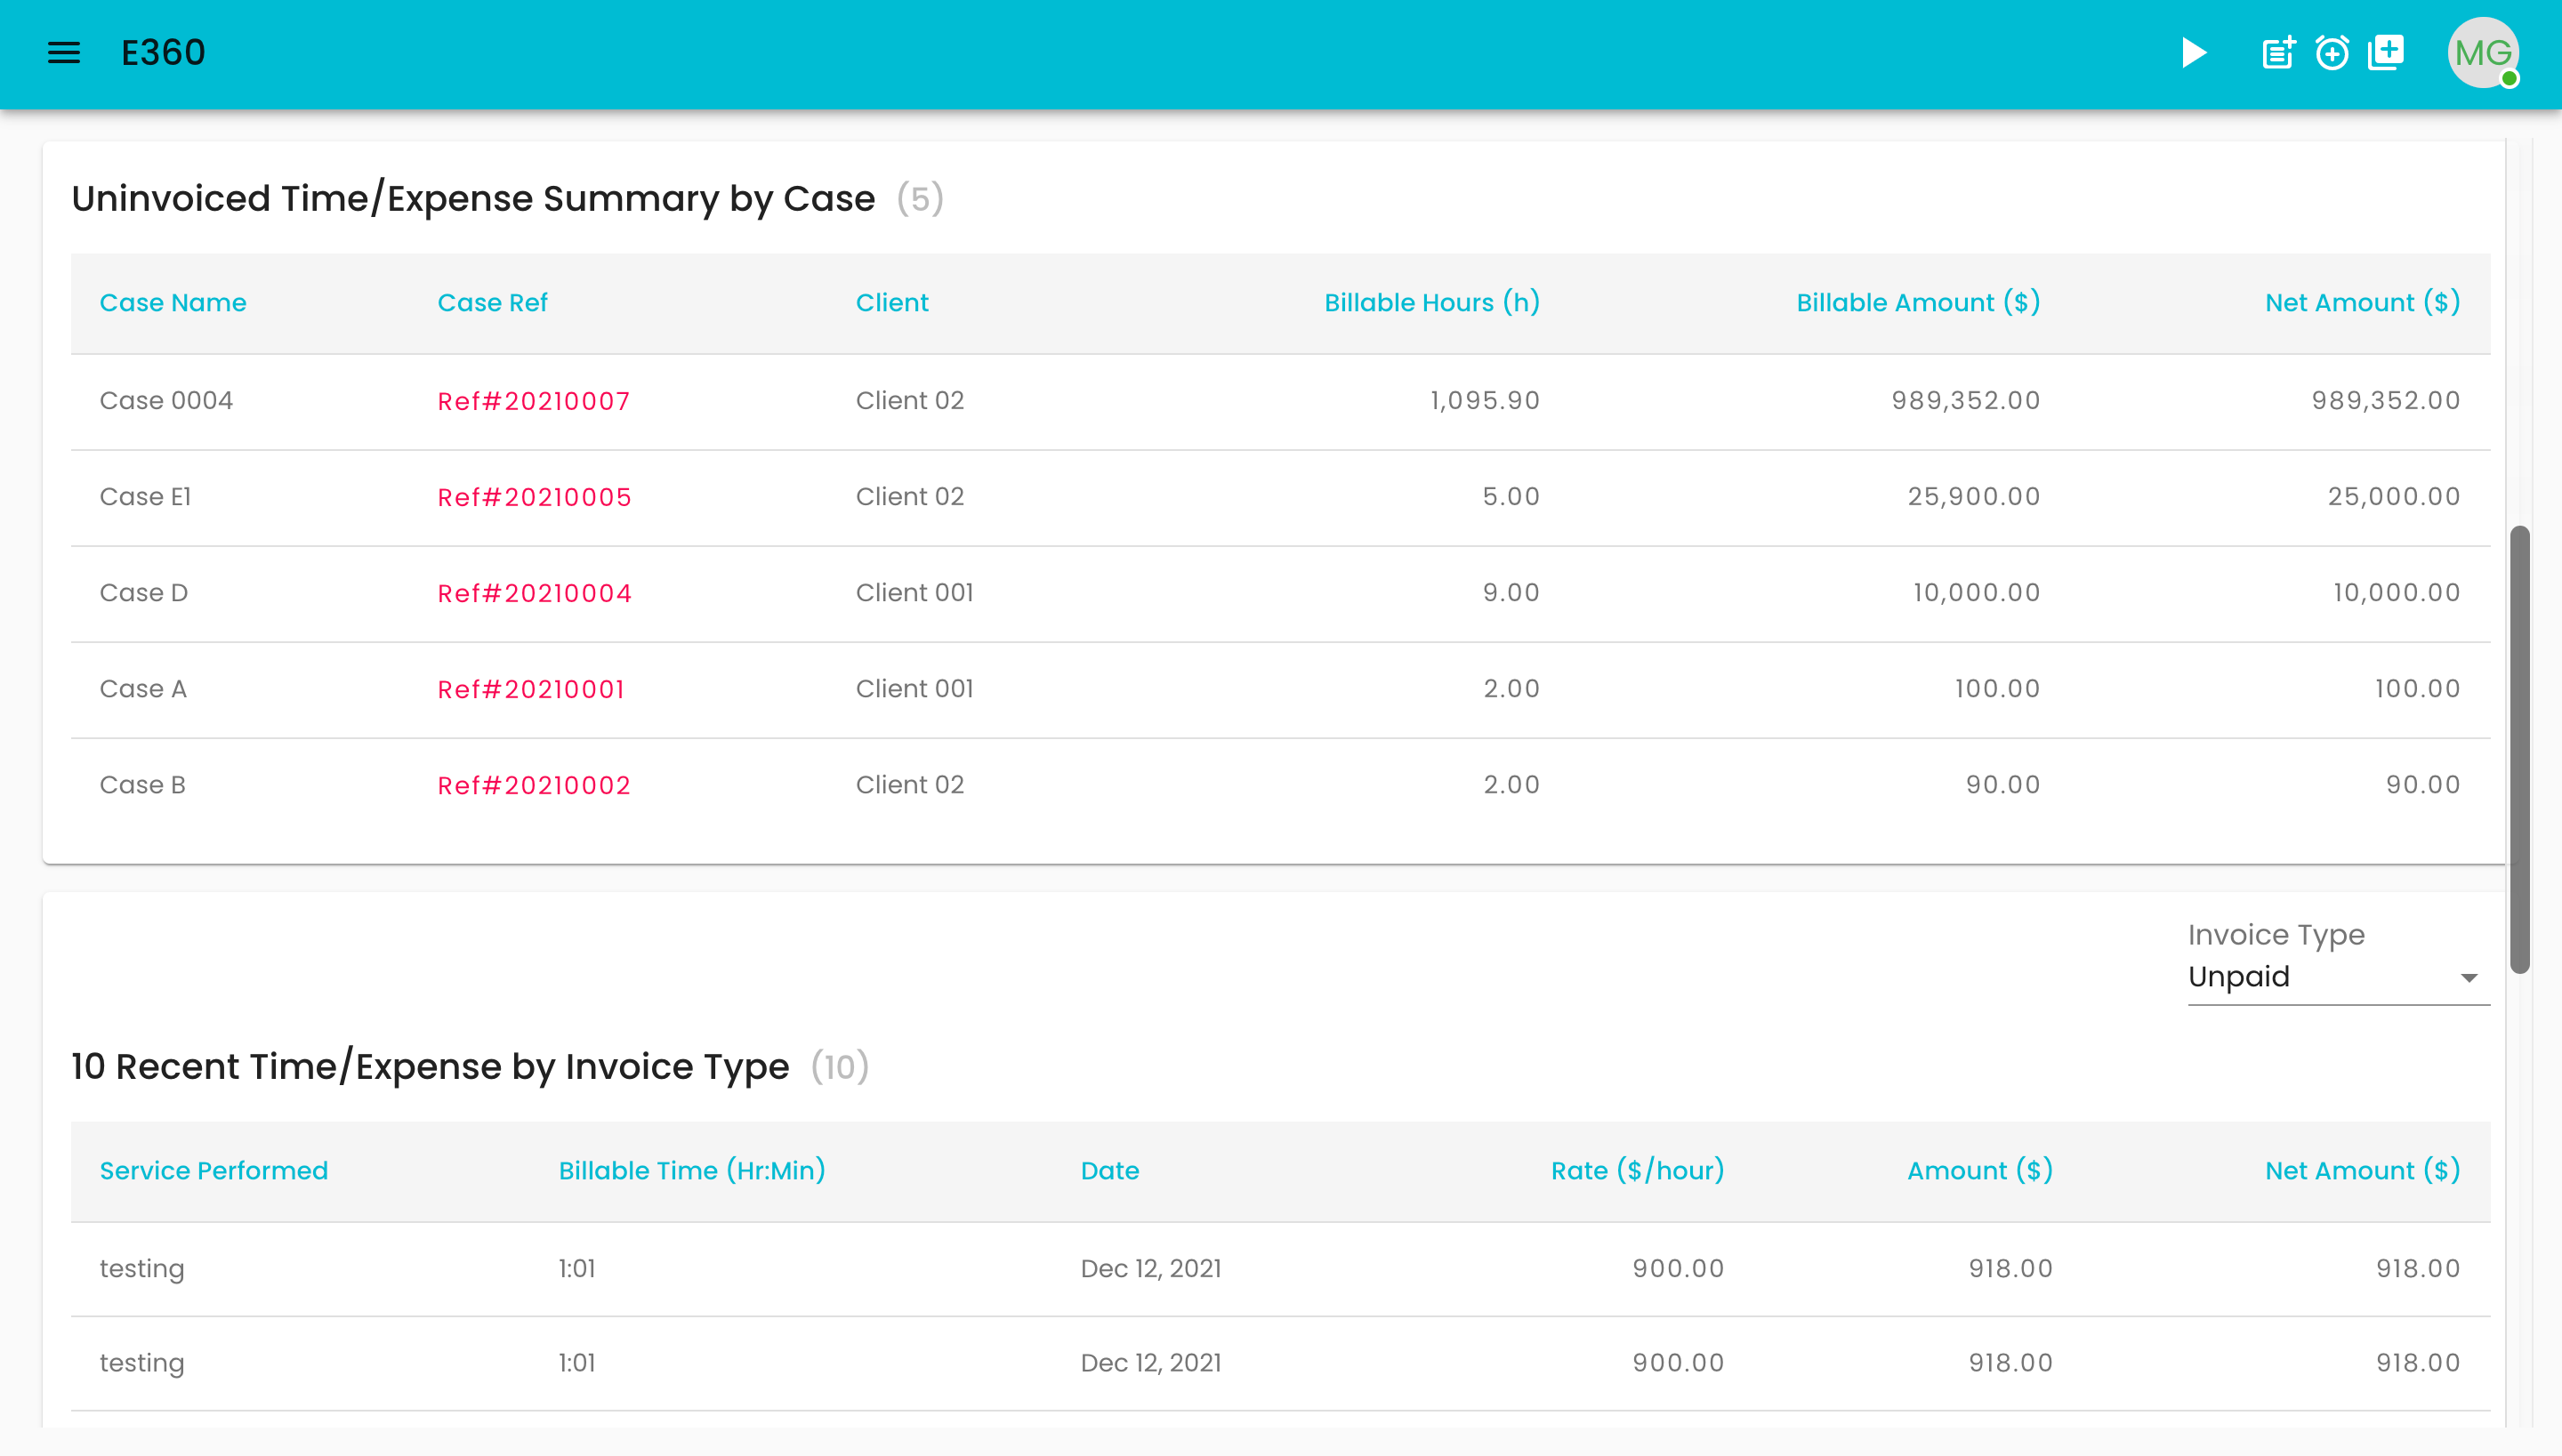 E360
MG
Uninvoiced Time/Expense Summary by Case (5)
Case Name Case Ref Client Billable Hours (h) Billable Amount ($) Net Amount ($)
Case 0004 Ref#20210007 Client 02 1,095.90 989,352.00 989,352.00
Case E1 Ref#20210005 Client 02 5.00 25,900.00 25,000.00
Case D Ref#20210004 Client 001 9.00 10,000.00 10,000.00
Case A Ref#20210001 Client 001 2.00 100.00 100.00
Case B Ref#20210002 Client 02 2.00 90.00 90.00
Invoice Type
Unpaid
10 Recent Time/Expense by Invoice Type (10)
Service Performed Billable Time (Hr:Min) Date Rate ($/hour) Amount ($) Net Amount ($)
testing 1:01 Dec 12, 2021 900.00 918.00 918.00
testing 1:01 Dec 12, 2021 900.00 918.00 918.00